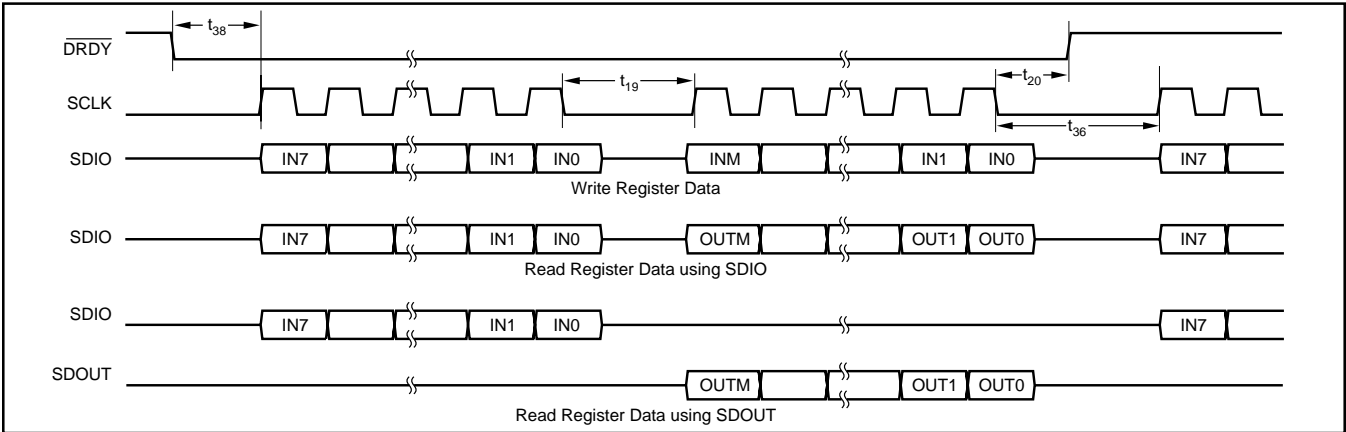 t38
DRDY
t19
t20
SCLK
t36
SDIO IN7 IN1 IN0 INM IN1 IN0 IN7
Write Register Data
SDIO IN7 IN1 IN0 OUTM OUT1 OUT0 IN7
Read Register Data using SDIO
SDIO IN7 IN1 IN0 IN7
SDOUT OUTM OUT1 OUT0
Read Register Data using SDOUT